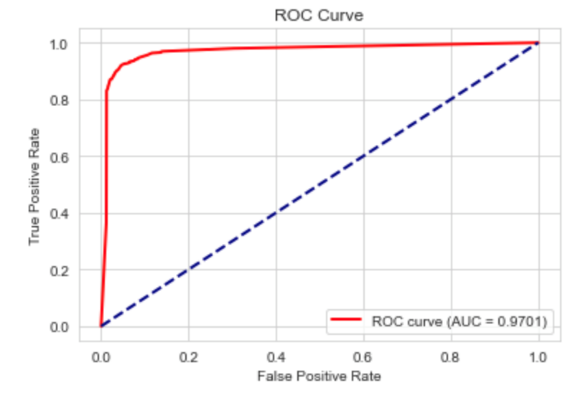 ROC Curve
1.0
0.8
0.6
0.4
0.2
0.0
True Positive Rate
ROC curve (AUC = 0.9701)
0.0 0.2 0.4 0.6 0.8 1.0
False Positive Rate